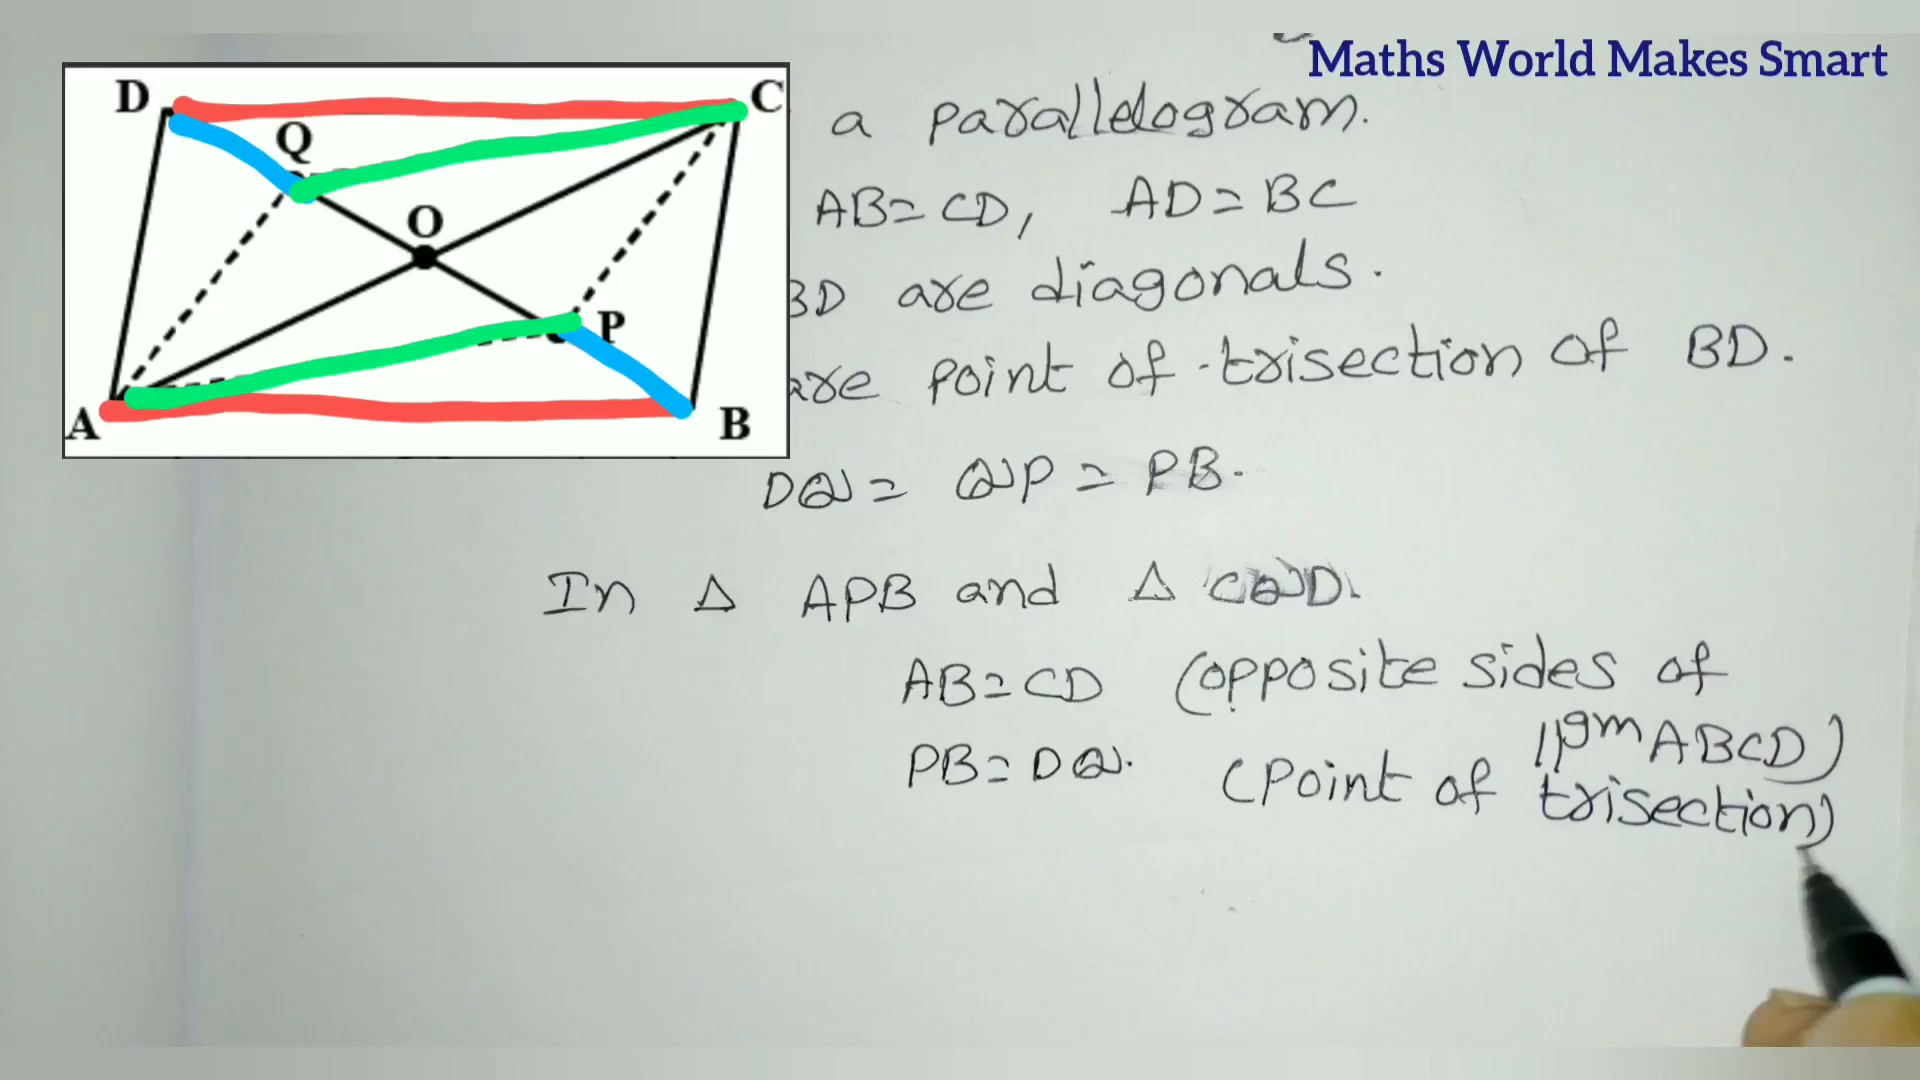 Maths World Makes Smart
D
C
Q
O
P
A
B
a parallelogram.
AB = CD, AD = BC
BD are diagonals.
are point of trisection of BD.
DQ = QP = PB.
In Δ APB and Δ CQD.
AB = CD (opposite sides of
||gm ABCD)
PB = DQ. (Point of trisection)